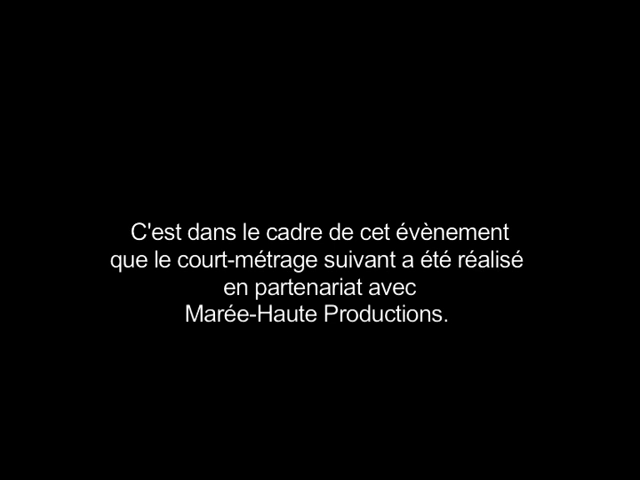 C'est dans le cadre de cet évènement
que le court-métrage suivant a été réalisé
en partenariat avec
Marée-Haute Productions.